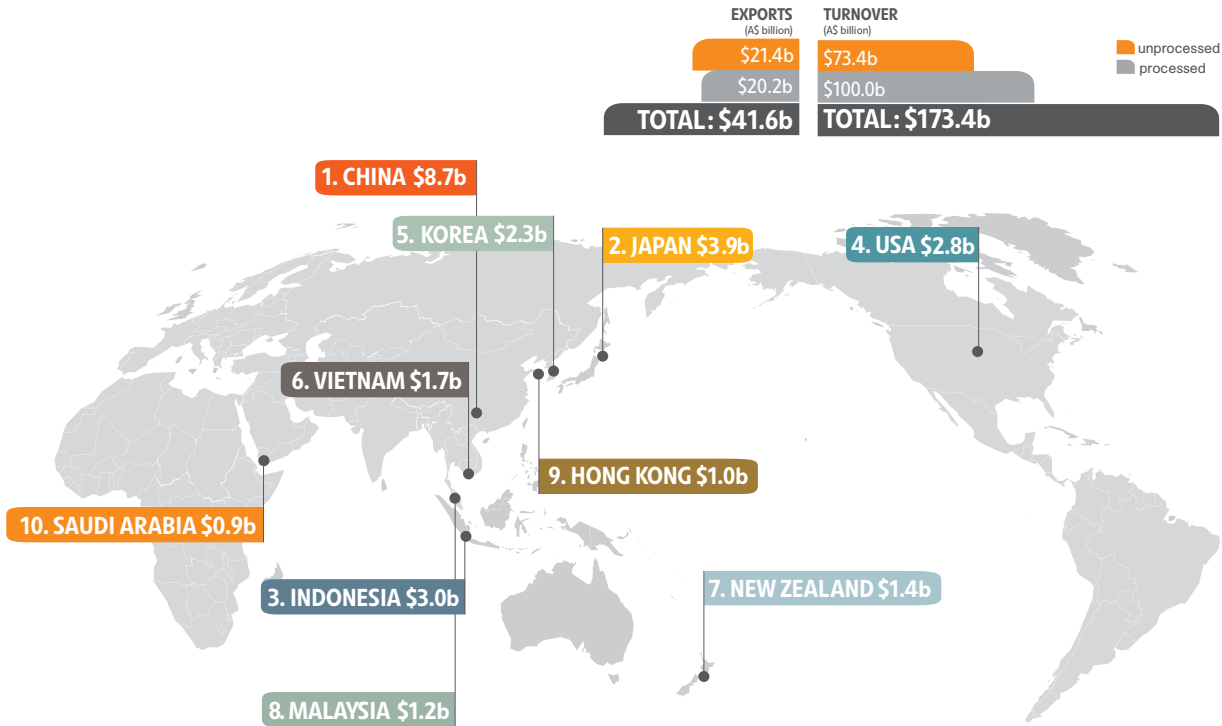 EXPORTS
(A$ billion)
TURNOVER
(A$ billion)
$21.4b
$73.4b
unprocessed
$20.2b
$100.0b
processed
TOTAL: $41.6b
TOTAL: $173.4b
1. CHINA $8.7b
5. KOREA $2.3b
2. JAPAN $3.9b
4. USA $2.8b
6. VIETNAM $1.7b
9. HONG KONG $1.0b
10. SAUDI ARABIA $0.9b
3. INDONESIA $3.0b
7. NEW ZEALAND $1.4b
8. MALAYSIA $1.2b